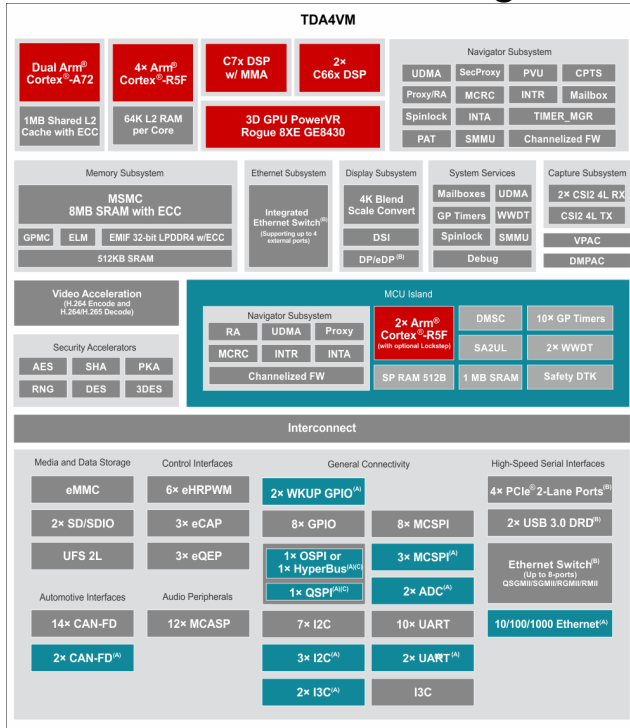 TDA4VM
Dual Arm®
Cortex®-A72
1MB Shared L2
Cache with ECC
4× Arm®
Cortex®-R5F
64K L2 RAM
per Core
C7x DSP
w/ MMA
2×
C66x DSP
3D GPU PowerVR
Rogue 8XE GE8430
Navigator Subsystem
UDMA
SecProxy
PVU
CPTS
Proxy/RA
MCRC
INTR
Mailbox
Spinlock
INTA
TIMER_MGR
PAT
SMMU
Channelized FW
Memory Subsystem
MSMC
8MB SRAM with ECC
GPMC
ELM
EMIF 32-bit LPDDR4 w/ECC
512KB SRAM
Ethernet Subsystem
Integrated
Ethernet Switch(B)
(Supporting up to 4
external ports)
Display Subsystem
4K Blend
Scale Convert
DSI
DP/eDP(B)
System Services
Mailboxes
UDMA
GP Timers
WWDT
Spinlock
SMMU
Debug
Capture Subsystem
2× CSI2 4L RX
CSI2 4L TX
VPAC
DMPAC
Video Acceleration
(H.264 Encode and
H.264/H.265 Decode)
Security Accelerators
AES
SHA
PKA
RNG
DES
3DES
MCU Island
Navigator Subsystem
RA
UDMA
Proxy
MCRC
INTR
INTA
Channelized FW
2× Arm®
Cortex®-R5F
(with optional Lockstep)
DMSC
10× GP Timers
SA2UL
2× WWDT
SP RAM 512B
1 MB SRAM
Safety DTK
Interconnect
Media and Data Storage
eMMC
2× SD/SDIO
UFS 2L
Automotive Interfaces
14× CAN-FD
2× CAN-FD(A)
Control Interfaces
6× eHRPWM
3× eCAP
3× eQEP
Audio Peripherals
12× MCASP
General Connectivity
2× WKUP GPIO(A)
8× GPIO
8× MCSPI
1× OSPI or
1× HyperBus(A)(C)
1× QSPI(A)(C)
3× MCSPI(A)
2× ADC(A)
7× I2C
10× UART
3× I2C(A)
2× UART(A)
2× I3C(A)
I3C
High-Speed Serial Interfaces
4× PCIe® 2-Lane Ports(B)
2× USB 3.0 DRD(B)
Ethernet Switch(B)
(Up to 8-ports)
QSGMII/SGMII/RGMII/RMII
10/100/1000 Ethernet(A)